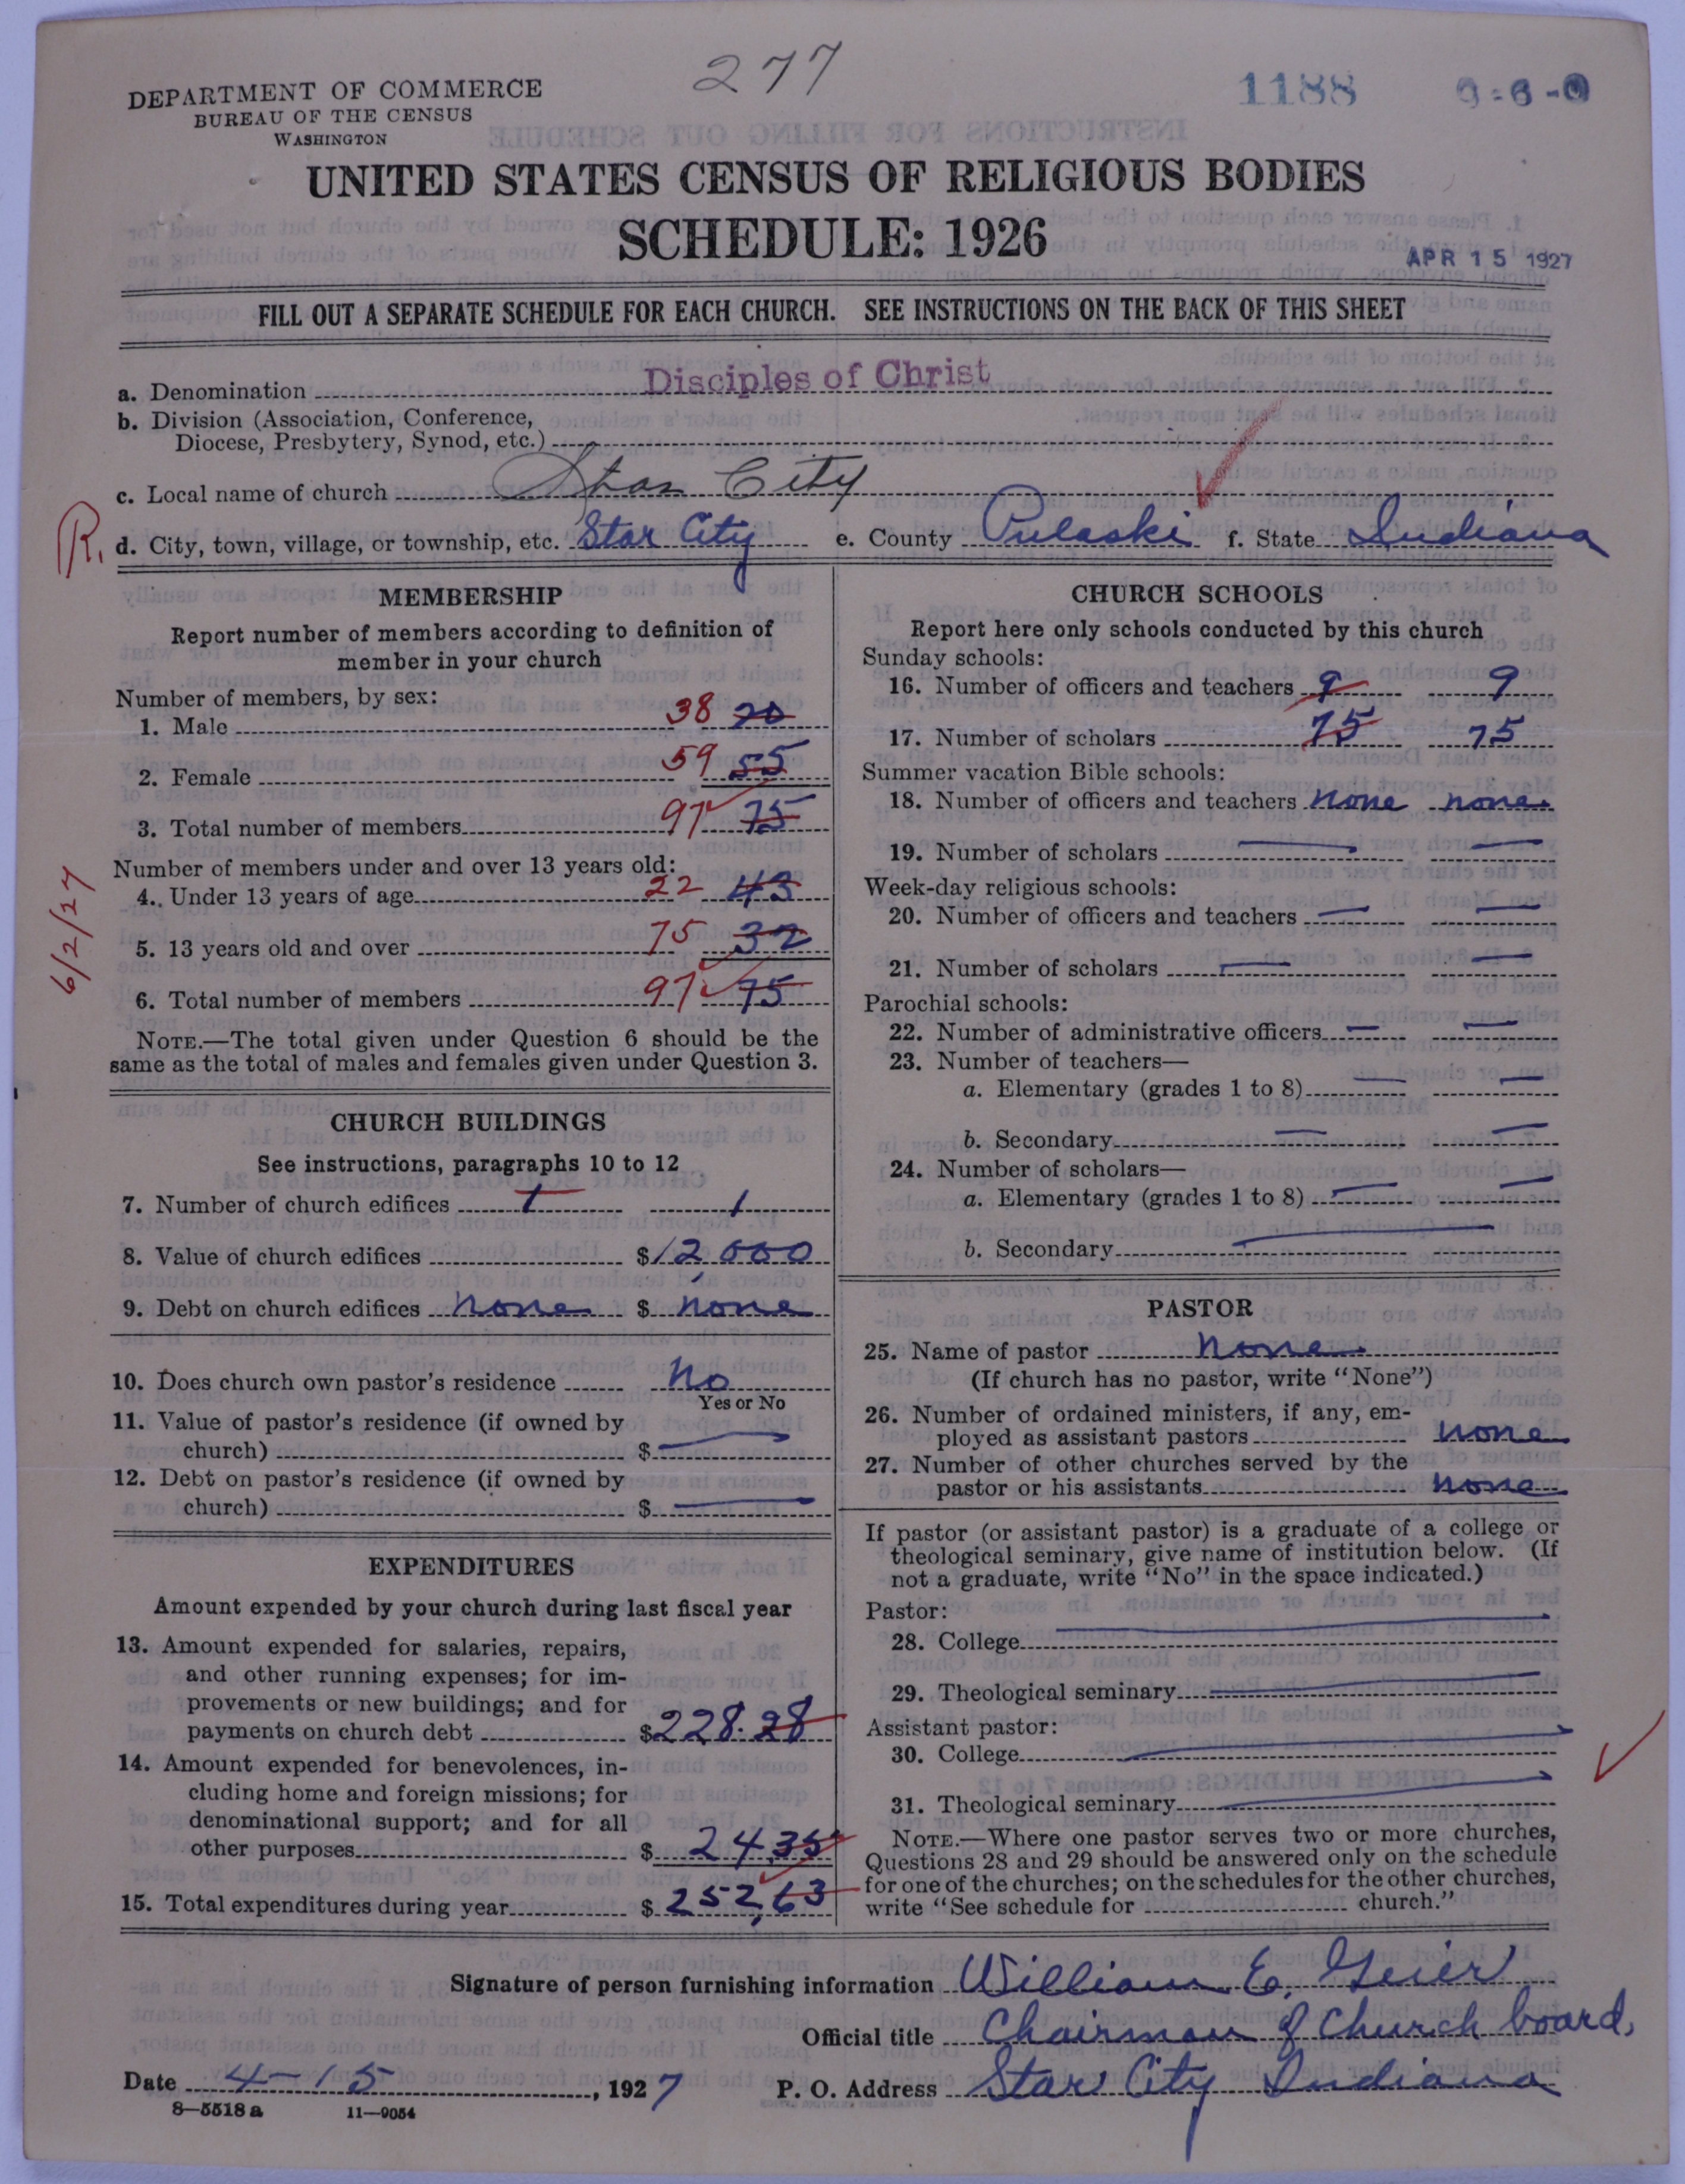 277
1188 0-6-0
DEPARTMENT OF COMMERCE
BUREAU OF THE CENSUS
WASHINGTON
UNITED STATES CENSUS OF RELIGIOUS BODIES
SCHEDULE: 1926
APR 15 1927
FILL OUT A SEPARATE SCHEDULE FOR EACH CHURCH. SEE INSTRUCTIONS ON THE BACK OF THIS SHEET
a. Denomination Disciples of Christ
b. Division (Association, Conference,
Diocese, Presbytery, Synod, etc.)
c. Local name of church Star City
R. d. City, town, village, or township, etc. Star City e. County Pulaski f. State Indiana
MEMBERSHIP
Report number of members according to definition of
member in your church
Number of members, by sex:
1. Male 38 20
2. Female 59 55
3. Total number of members 97 75
Number of members under and over 13 years old:
4. Under 13 years of age 22 43
5. 13 years old and over 75 32
6. Total number of members 97 75
6/2/27
NOTE.—The total given under Question 6 should be the
same as the total of males and females given under Question 3.
CHURCH BUILDINGS
See instructions, paragraphs 10 to 12
7. Number of church edifices 1 1
8. Value of church edifices $12,000
9. Debt on church edifices none $ none
10. Does church own pastor's residence No
Yes or No
11. Value of pastor's residence (if owned by
church) $
12. Debt on pastor's residence (if owned by
church) $
EXPENDITURES
Amount expended by your church during last fiscal year
13. Amount expended for salaries, repairs,
and other running expenses; for im-
provements or new buildings; and for
payments on church debt $228.28
14. Amount expended for benevolences, in-
cluding home and foreign missions; for
denominational support; and for all
other purposes $ 24.35
15. Total expenditures during year $ 252,63
CHURCH SCHOOLS
Report here only schools conducted by this church
Sunday schools:
16. Number of officers and teachers 9 9
17. Number of scholars 75 75
Summer vacation Bible schools:
18. Number of officers and teachers none none
19. Number of scholars
Week-day religious schools:
20. Number of officers and teachers
21. Number of scholars
Parochial schools:
22. Number of administrative officers
23. Number of teachers—
a. Elementary (grades 1 to 8)
b. Secondary
24. Number of scholars—
a. Elementary (grades 1 to 8)
b. Secondary
PASTOR
25. Name of pastor None
(If church has no pastor, write "None")
26. Number of ordained ministers, if any, em-
ployed as assistant pastors none
27. Number of other churches served by the
pastor or his assistants none
If pastor (or assistant pastor) is a graduate of a college or
theological seminary, give name of institution below. (If
not a graduate, write "No" in the space indicated.)
Pastor:
28. College
29. Theological seminary
Assistant pastor:
30. College
31. Theological seminary
NOTE.—Where one pastor serves two or more churches,
Questions 28 and 29 should be answered only on the schedule
for one of the churches; on the schedules for the other churches,
write "See schedule for church."
Signature of person furnishing information William E. Geier
Official title Chairman of Church board,
Date 4-15, 1927 P. O. Address Star City Indiana
8-5518a 11-9054